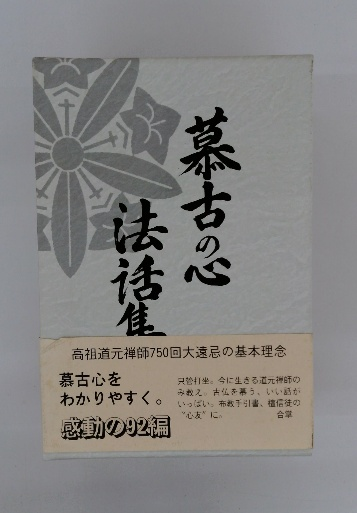 慕古の心
法話集
高祖道元禅師750回大遠忌の基本理念
慕古心を
わかりやすく。
感動の92編
只管打坐。今に生きる道元禅師の
み教え。古仏を慕う、いい話が
いっぱい。布教手引書、檀信徒の
“心友”に。 合掌